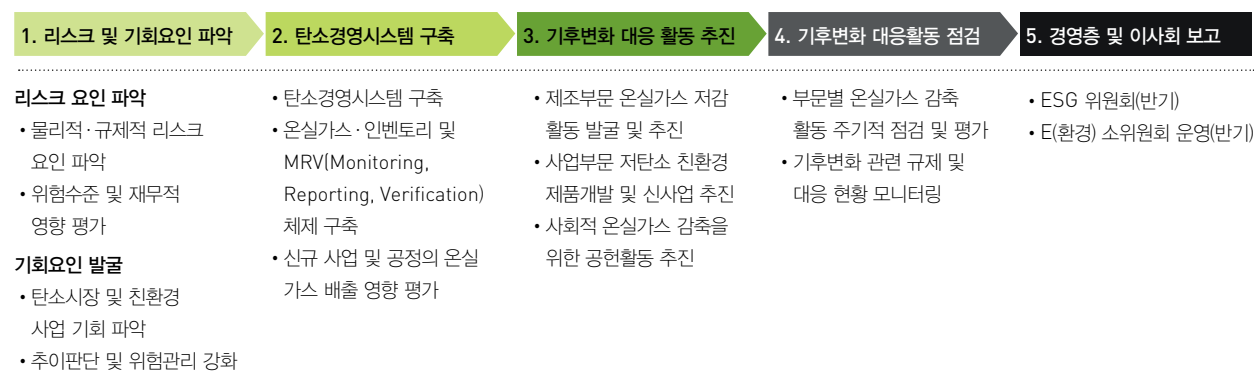 1. 리스크 및 기회요인 파악
리스크 요인 파악
• 물리적·규제적 리스크
요인 파악
• 위험수준 및 재무적
영향 평가
기회요인 발굴
• 탄소시장 및 친환경
사업 기회 파악
• 추이판단 및 위험관리 강화
2. 탄소경영시스템 구축
• 탄소경영시스템 구축
• 온실가스·인벤토리 및
MRV(Monitoring,
Reporting, Verification)
체제 구축
• 신규 사업 및 공정의 온실
가스 배출 영향 평가
3. 기후변화 대응 활동 추진
• 제조부문 온실가스 저감
활동 발굴 및 추진
• 사업부문 저탄소 친환경
제품개발 및 신사업 추진
• 사회적 온실가스 감축을
위한 공헌활동 추진
4. 기후변화 대응활동 점검
• 부문별 온실가스 감축
활동 주기적 점검 및 평가
• 기후변화 관련 규제 및
대응 현황 모니터링
5. 경영층 및 이사회 보고
• ESG 위원회(반기)
• E(환경) 소위원회 운영(반기)